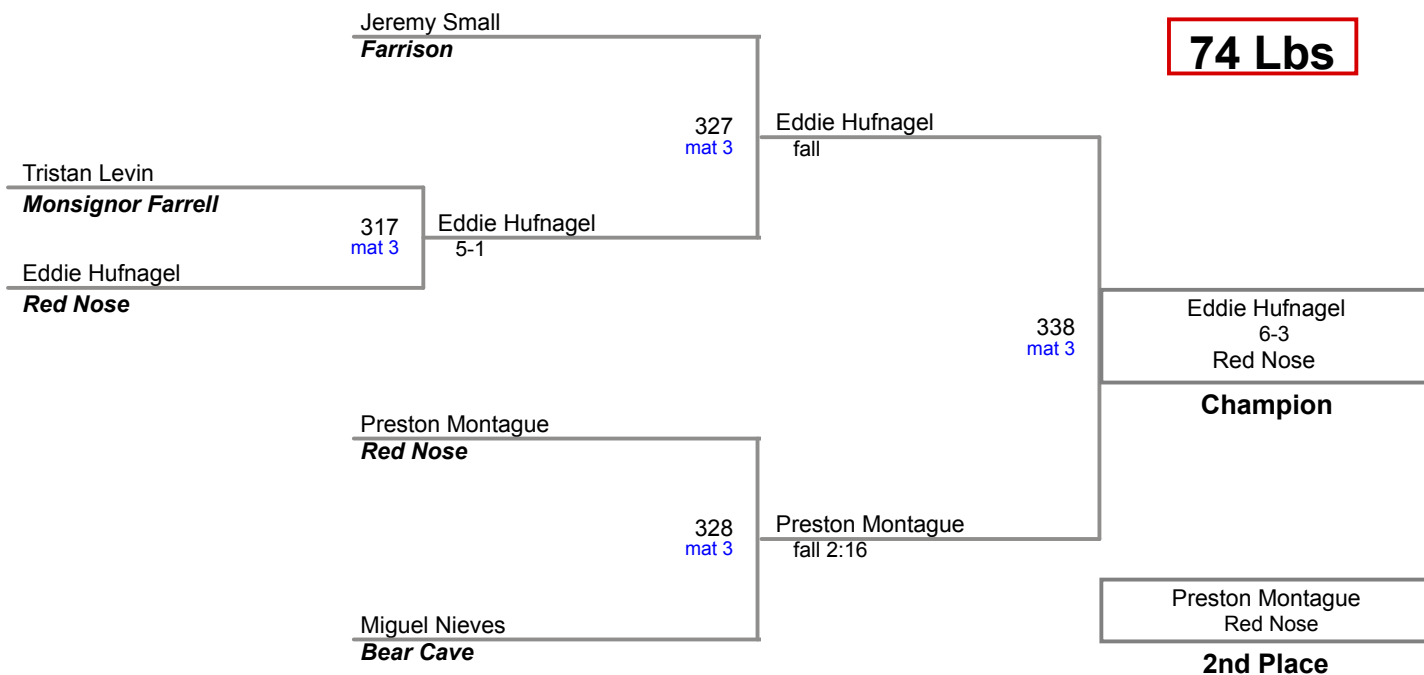 Jeremy Small
Farrison
74 Lbs
327
mat 3
Eddie Hufnagel
fall
Tristan Levin
Monsignor Farrell
317
mat 3
Eddie Hufnagel
5-1
Eddie Hufnagel
Red Nose
338
mat 3
Eddie Hufnagel
6-3
Red Nose
Champion
Preston Montague
Red Nose
328
mat 3
Preston Montague
fall 2:16
Miguel Nieves
Bear Cave
Preston Montague
Red Nose
2nd Place